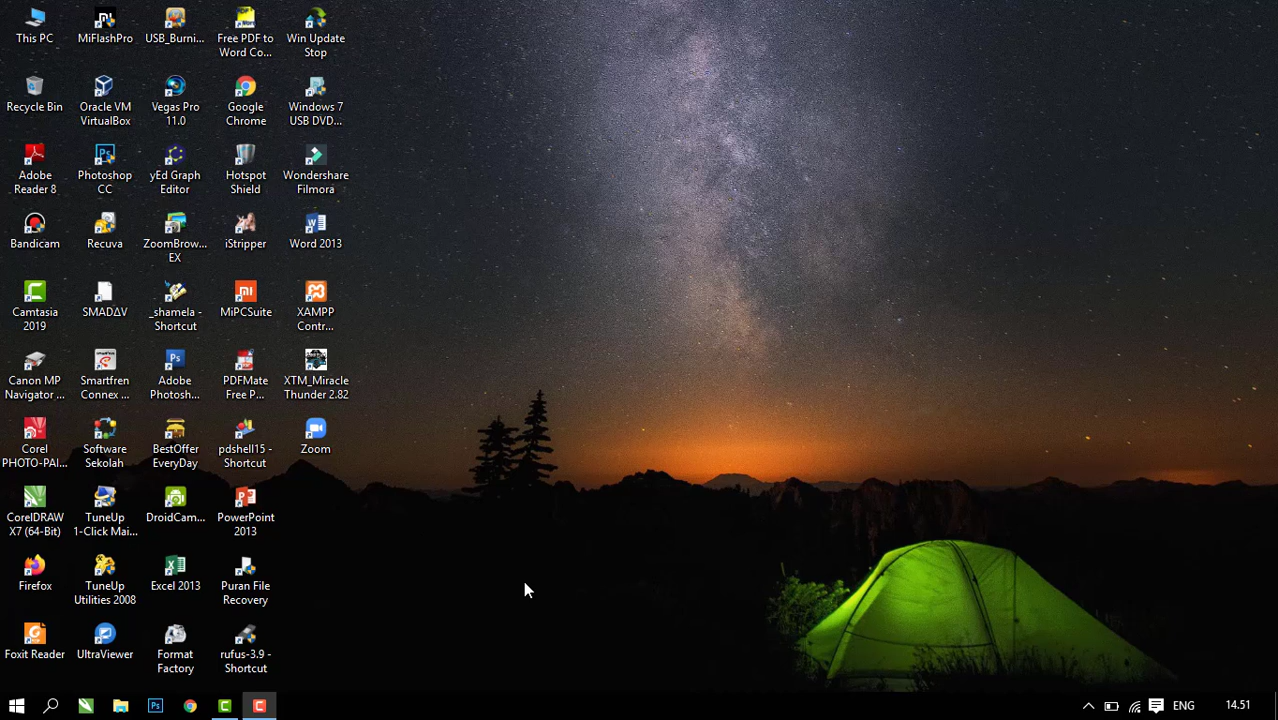 This PC
MiFlashPro
USB_Burni...
Free PDF to
Word Co...
Win Update
Stop
Recycle Bin
Oracle VM
VirtualBox
Vegas Pro
11.0
Google
Chrome
Windows 7
USB DVD...
Adobe
Reader 8
Photoshop
CC
yEd Graph
Editor
Hotspot
Shield
Wondershare
Filmora
Bandicam
Recuva
ZoomBrow...
EX
iStripper
Word 2013
Camtasia
2019
SMAD∆V
_shamela -
Shortcut
MiPCSuite
XAMPP
Contr...
Canon MP
Navigator ...
Smartfren
Connex ...
Adobe
Photosh...
PDFMate
Free P...
XTM_Miracle
Thunder 2.82
Corel
PHOTO-PAI...
Software
Sekolah
BestOffer
EveryDay
pdshell15 -
Shortcut
Zoom
CorelDRAW
X7 (64-Bit)
TuneUp
1-Click Mai...
DroidCam...
PowerPoint
2013
Firefox
TuneUp
Utilities 2008
Excel 2013
Puran File
Recovery
Foxit Reader
UltraViewer
Format
Factory
rufus-3.9 -
Shortcut
ENG
14.51